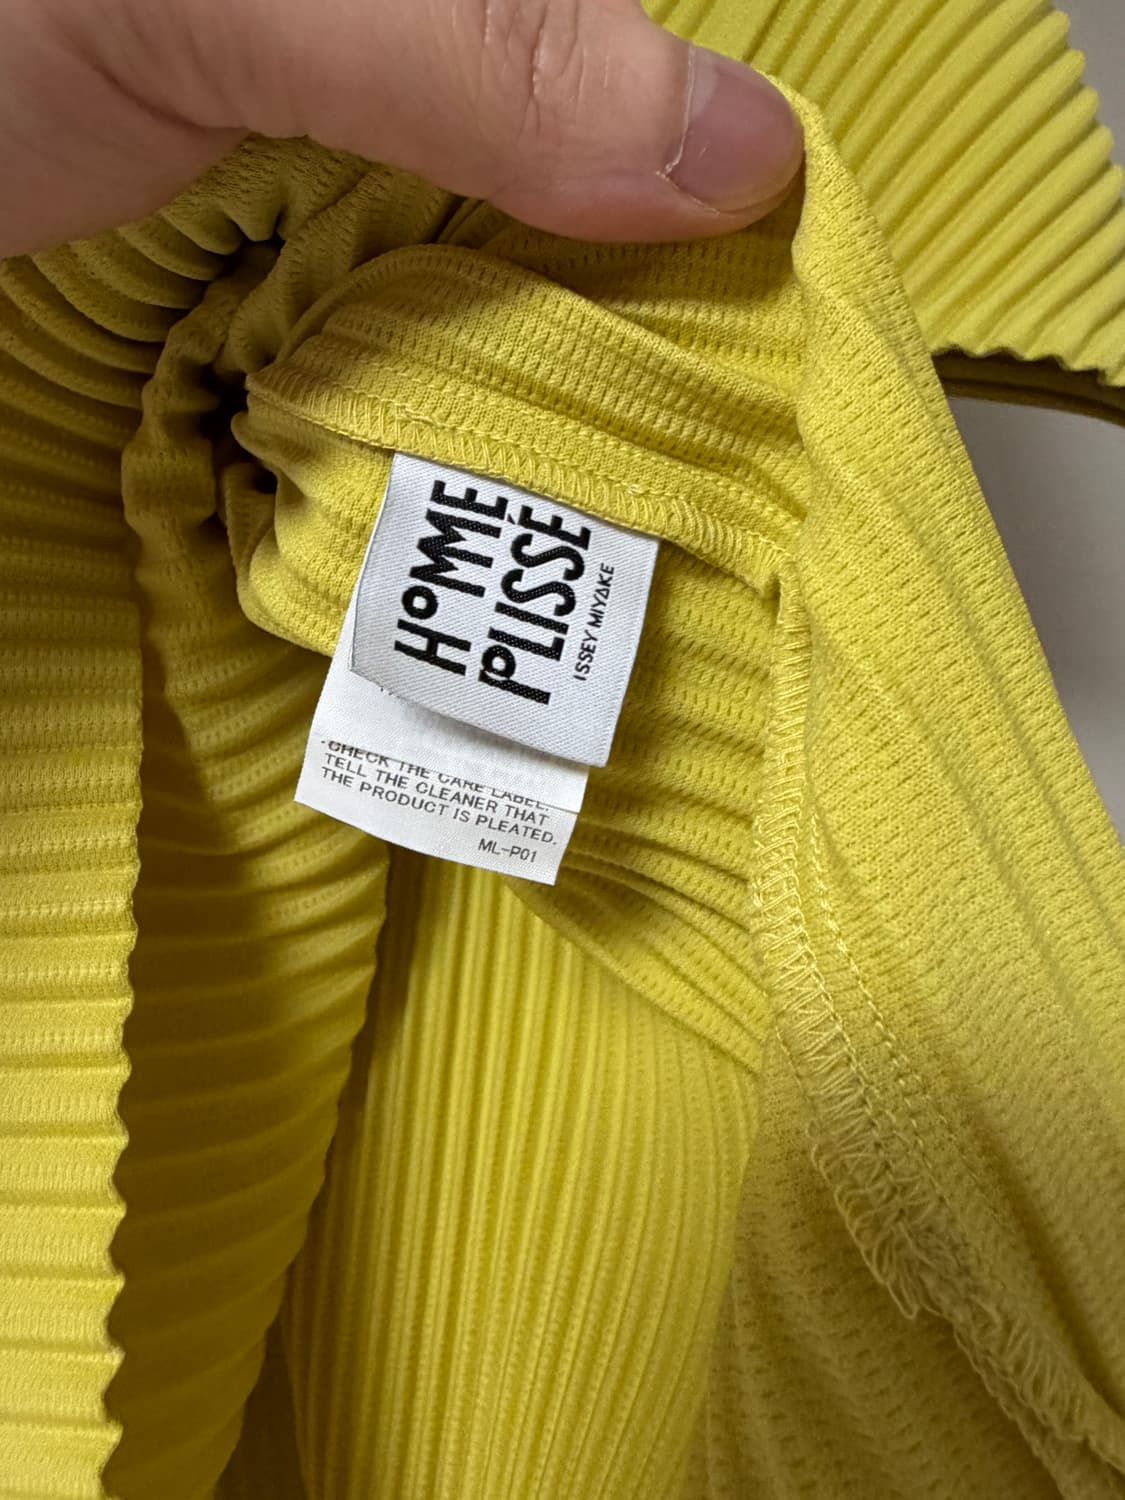 HOMME
PLISSÉ
ISSEY MIYAKE
CHECK THE CARE LABEL.
TELL THE CLEANER THAT
THE PRODUCT IS PLEATED.
ML-P01